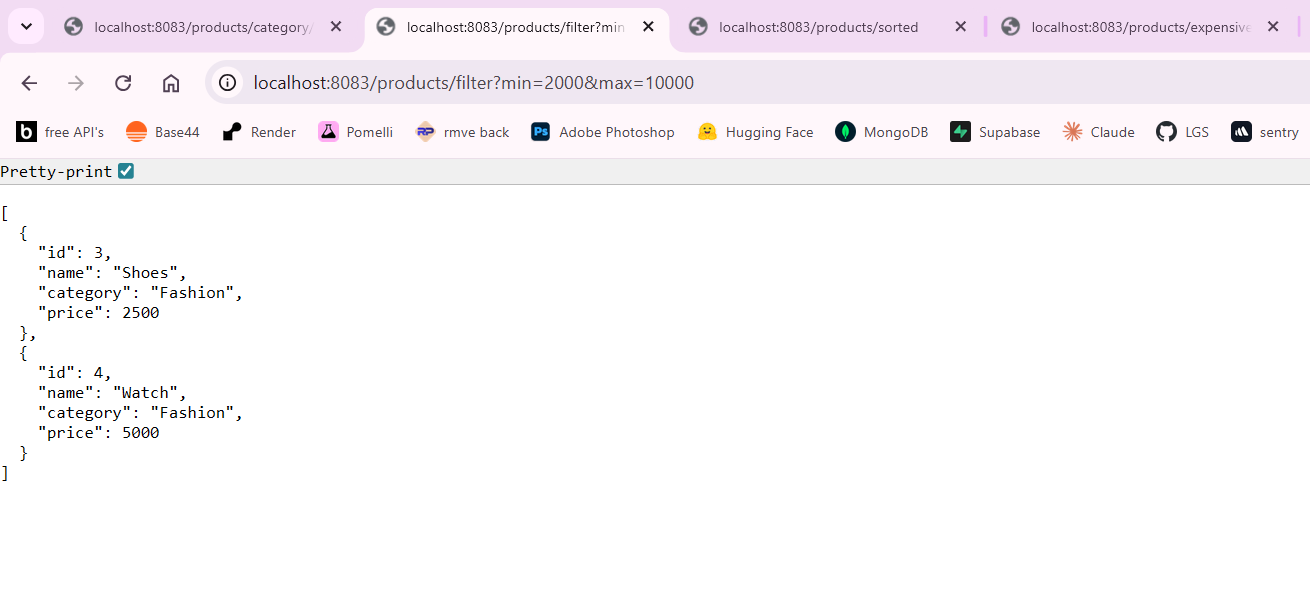 localhost:8083/products/category/ localhost:8083/products/filter?min localhost:8083/products/sorted localhost:8083/products/expensive
localhost:8083/products/filter?min=2000&max=10000
b free API's Base44 Render Pomelli RP rmve back Ps Adobe Photoshop Hugging Face MongoDB Supabase Claude LGS sentry
Pretty-print
[
  {
    "id": 3,
    "name": "Shoes",
    "category": "Fashion",
    "price": 2500
  },
  {
    "id": 4,
    "name": "Watch",
    "category": "Fashion",
    "price": 5000
  }
]